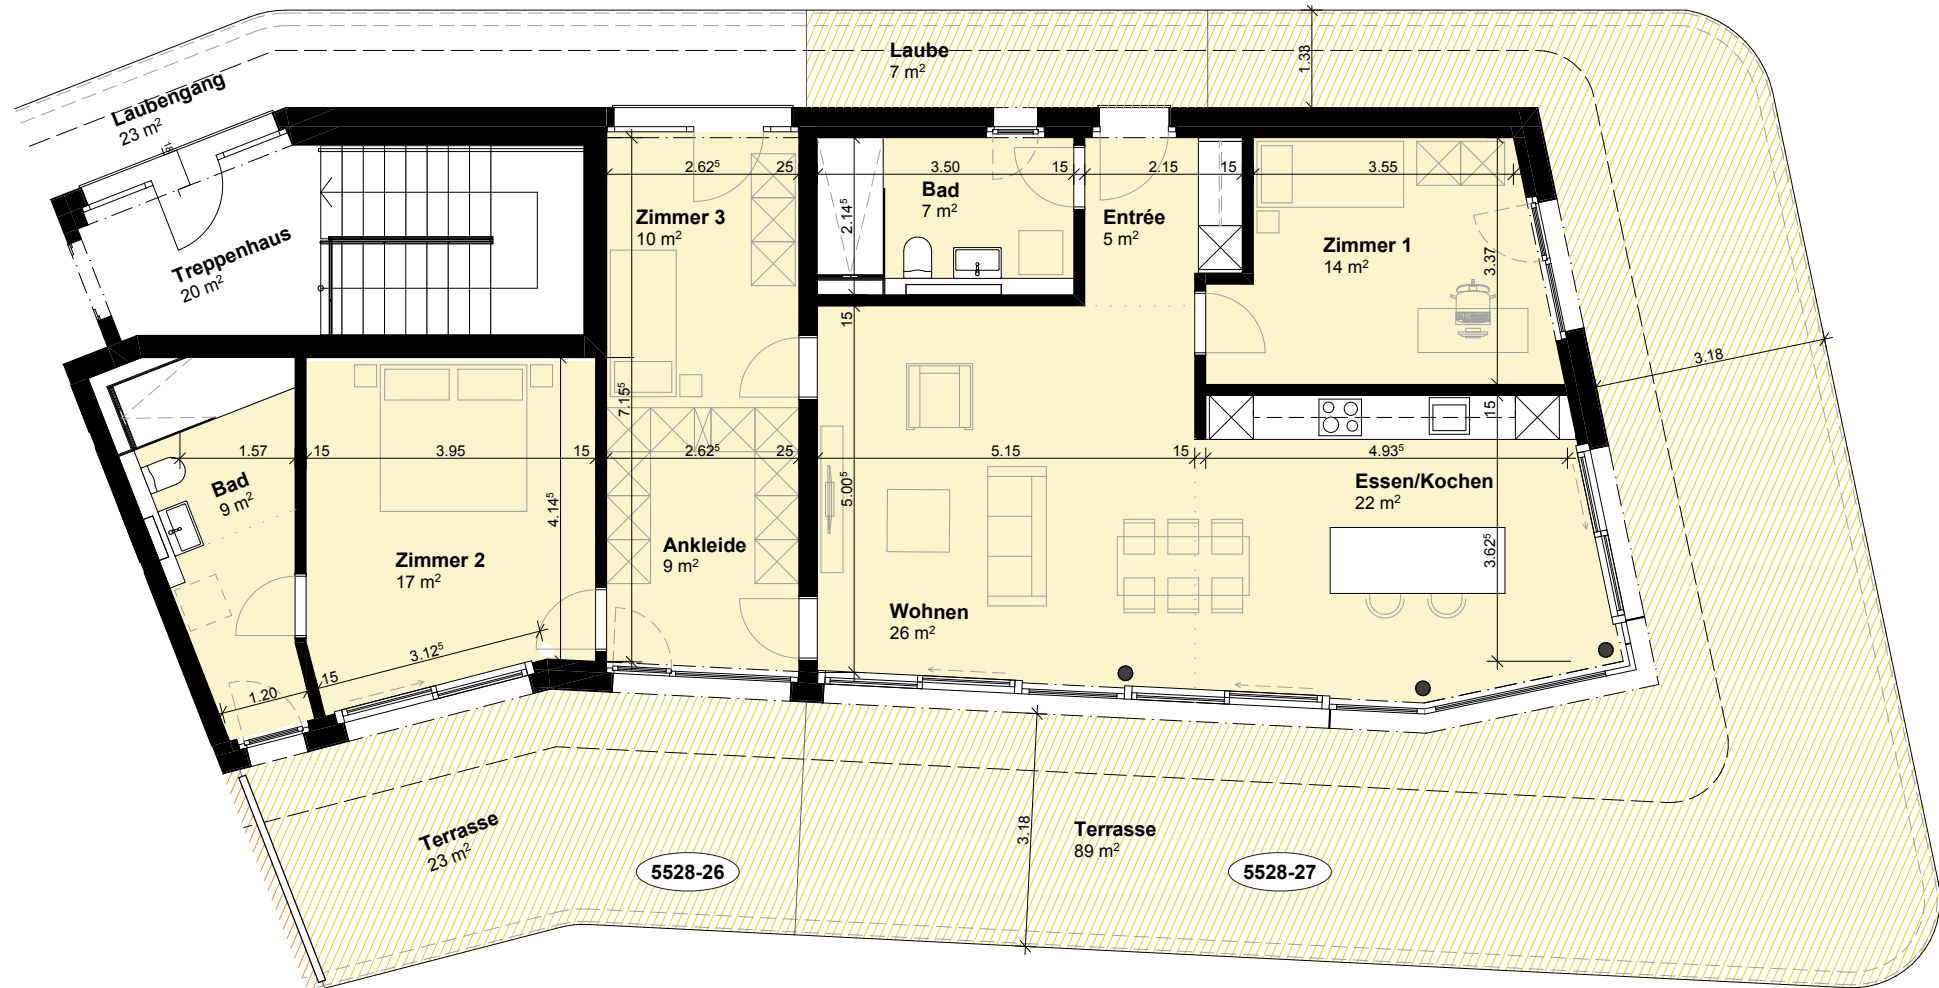 Laube
7 m²
1.38
Laubengang
23 m²
18
Treppenhaus
20 m²
2.62⁵
25
3.50
15
2.15
15
3.55
Zimmer 3
10 m²
Bad
7 m²
2.14⁵
Entrée
5 m²
Zimmer 1
14 m²
3.37
15
3.18
7.15⁵
15
1.57
15
3.95
15
2.62⁵
25
5.15
15
4.93⁵
Bad
9 m²
4.14⁵
5.00⁵
Essen/Kochen
22 m²
Zimmer 2
17 m²
Ankleide
9 m²
3.62⁵
Wohnen
26 m²
3.12⁵
15
1.20
Terrasse
23 m²
3.18
Terrasse
89 m²
5528-26
5528-27